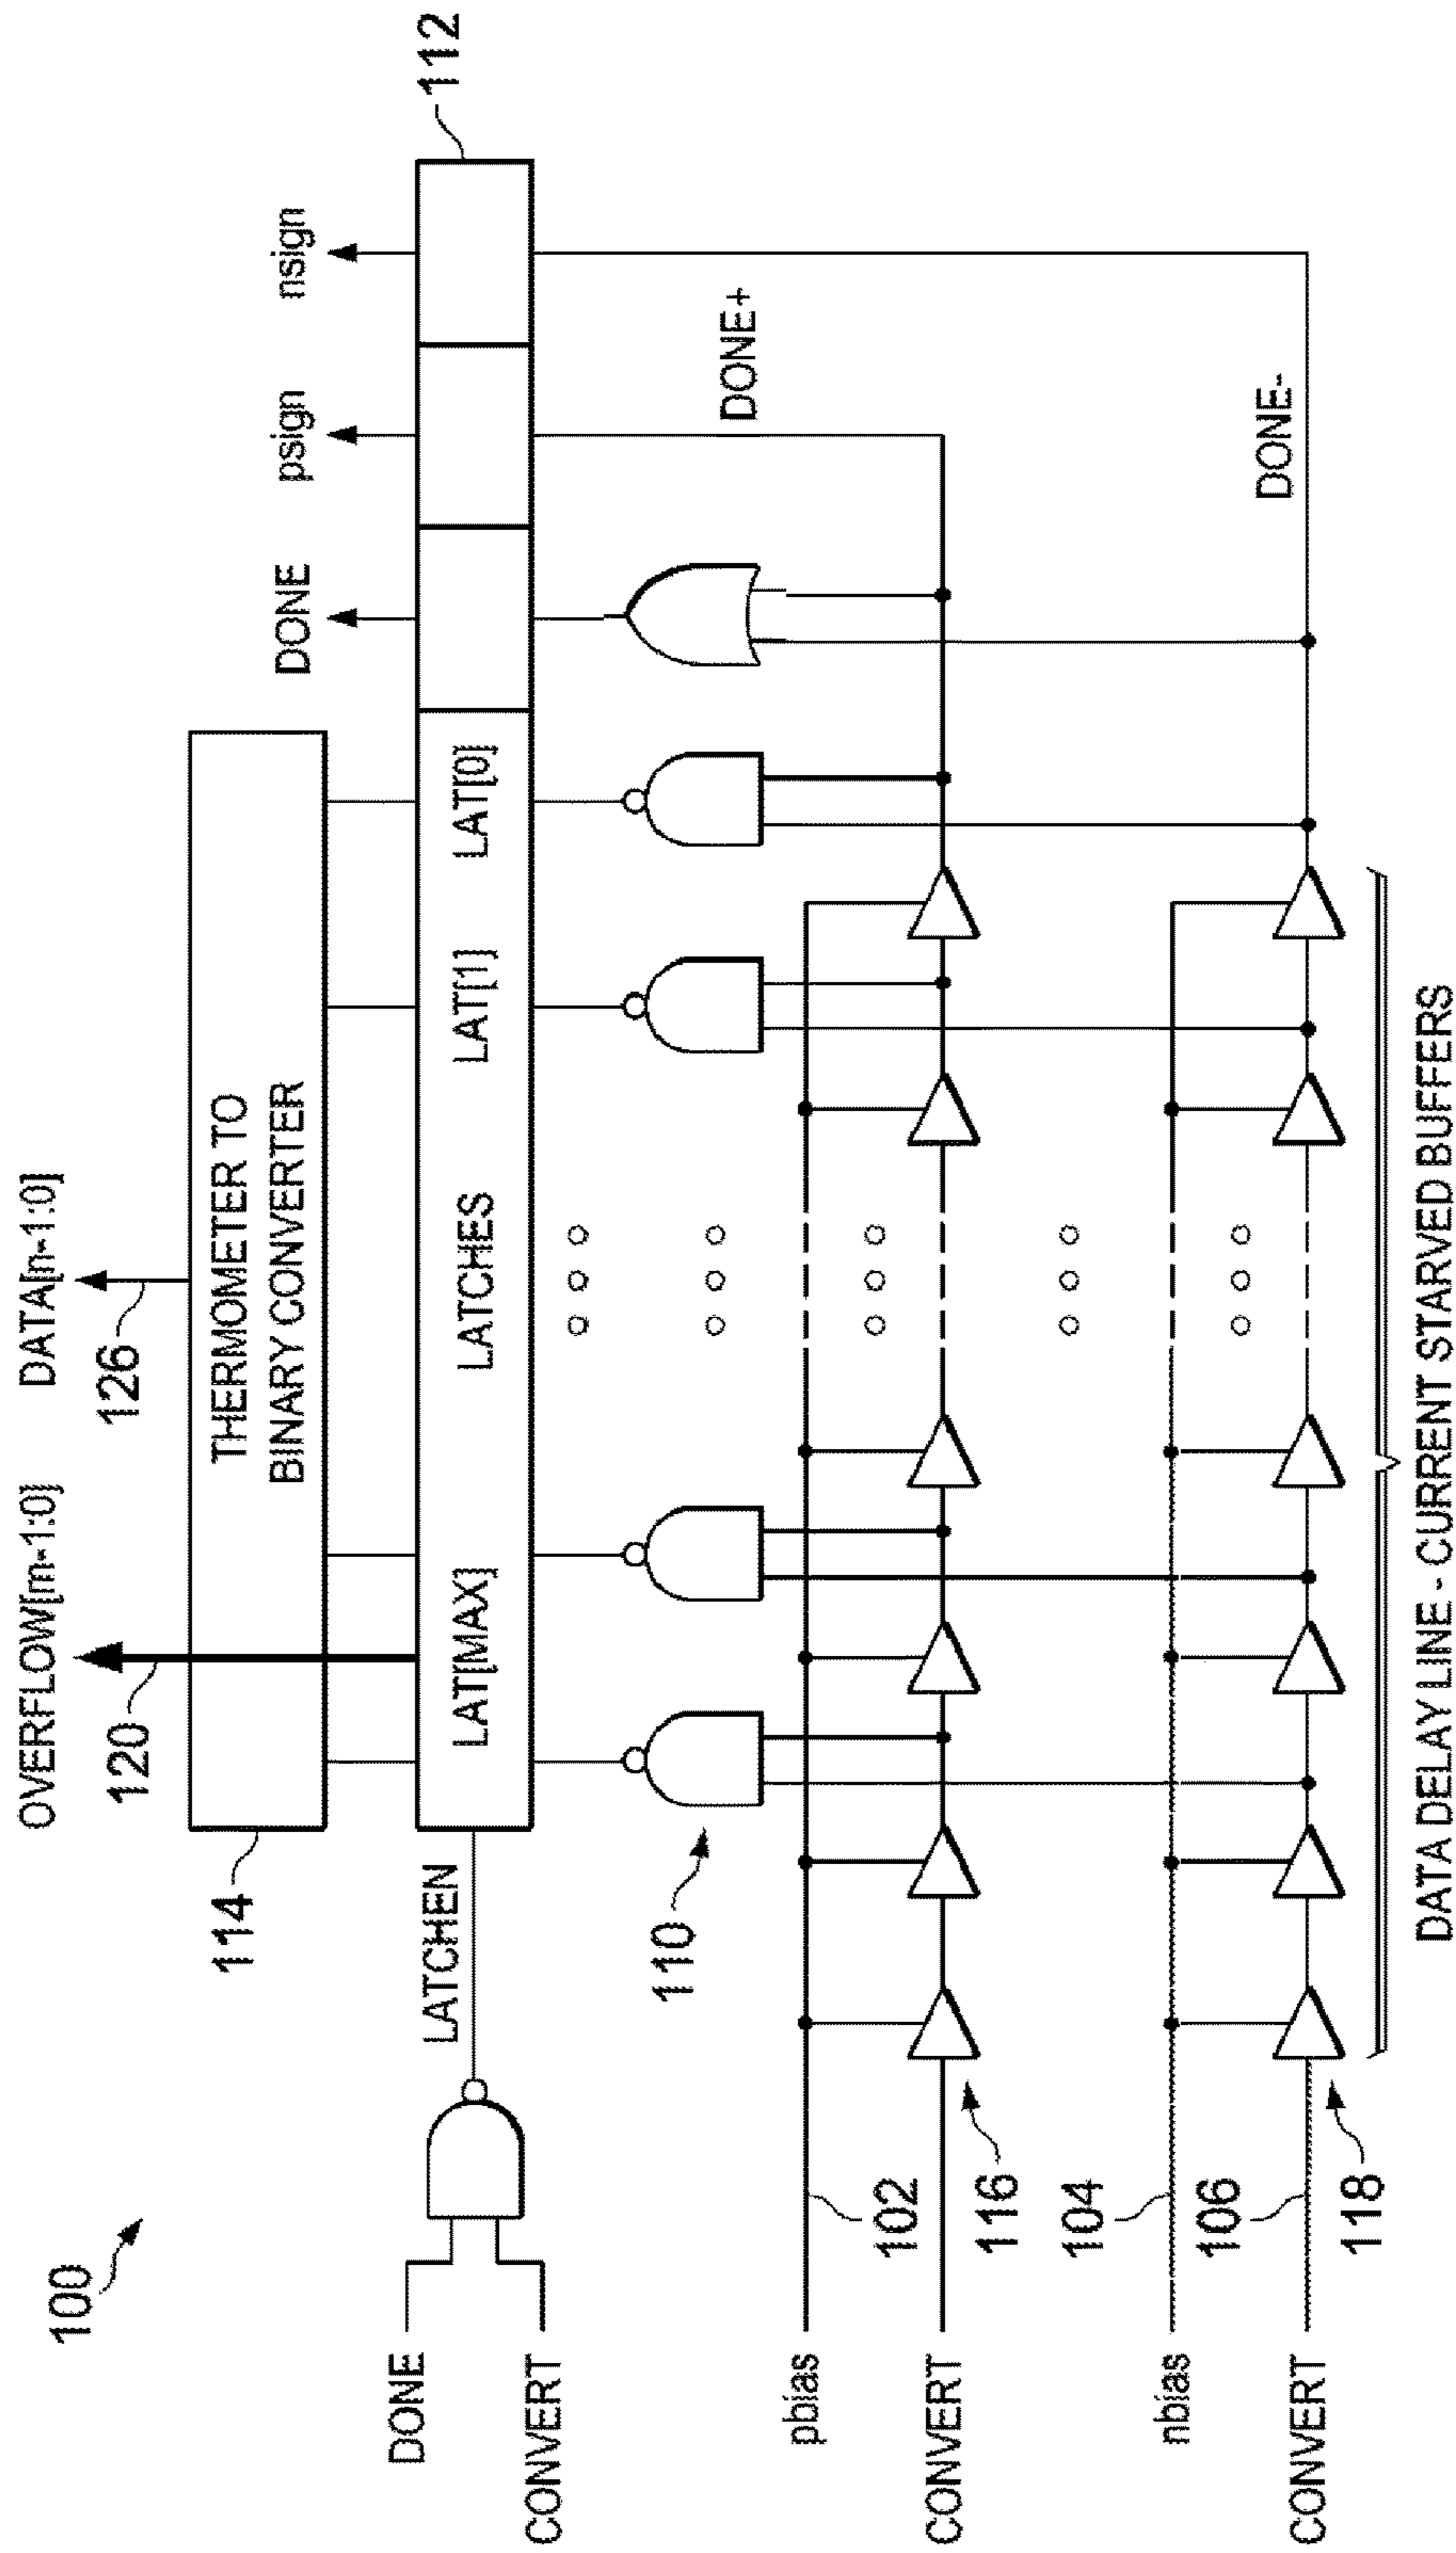 100
OVERFLOW[m-1:0]
DATA[n-1:0]
120
126
114
THERMOMETER TO
BINARY CONVERTER
DONE
psign
nsign
112
DONE
CONVERT
LATCHEN
LAT[MAX]
LATCHES
LAT[1]
LAT[0]
110
DONE+
pbias
102
CONVERT
116
nbias
104
106
DONE-
CONVERT
118
DATA DELAY LINE - CURRENT STARVED BUFFERS